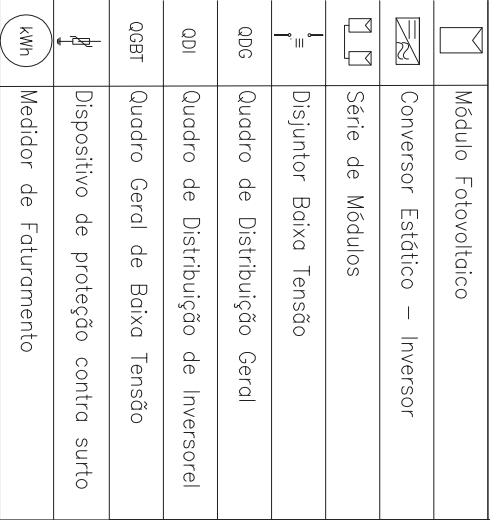 Módulo Fotovoltaico
Conversor Estático – Inversor
Série de Módulos
Disjuntor Baixa Tensão
QDG Quadro de Distribuição Geral
QDI Quadro de Distribuição de Inversorel
QGBT Quadro Geral de Baixa Tensão
Dispositivo de proteção contra surto
kWh Medidor de Faturamento